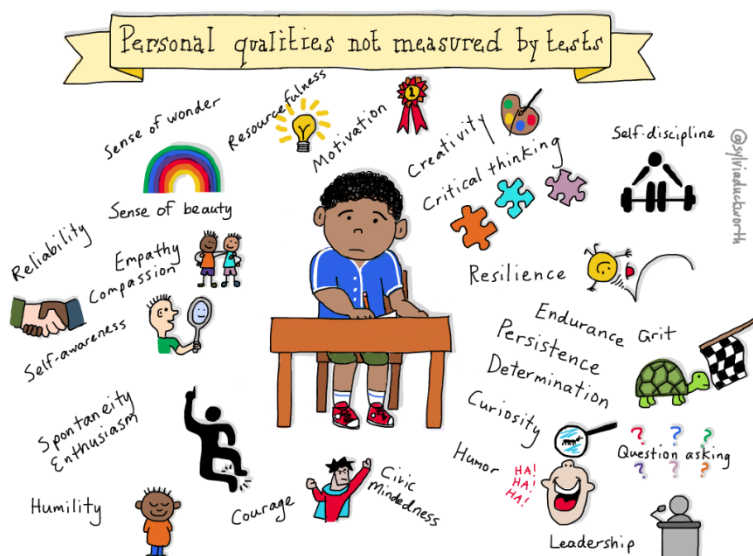 Personal qualities not measured by tests
Sense of wonder
Resourcefulness
Motivation
Creativity
Critical thinking
Self-discipline
@sylviaduckworth
Sense of beauty
Reliability
Empathy
Compassion
Self-awareness
1
Resilience
Endurance
Grit
Persistence
Determination
Spontaneity
Enthusiasm
Curiosity
Humor
HA!
HA!
HA!
? ? ?
Question asking
? ? ?
Humility
Courage
Civic
Mindedness
Leadership